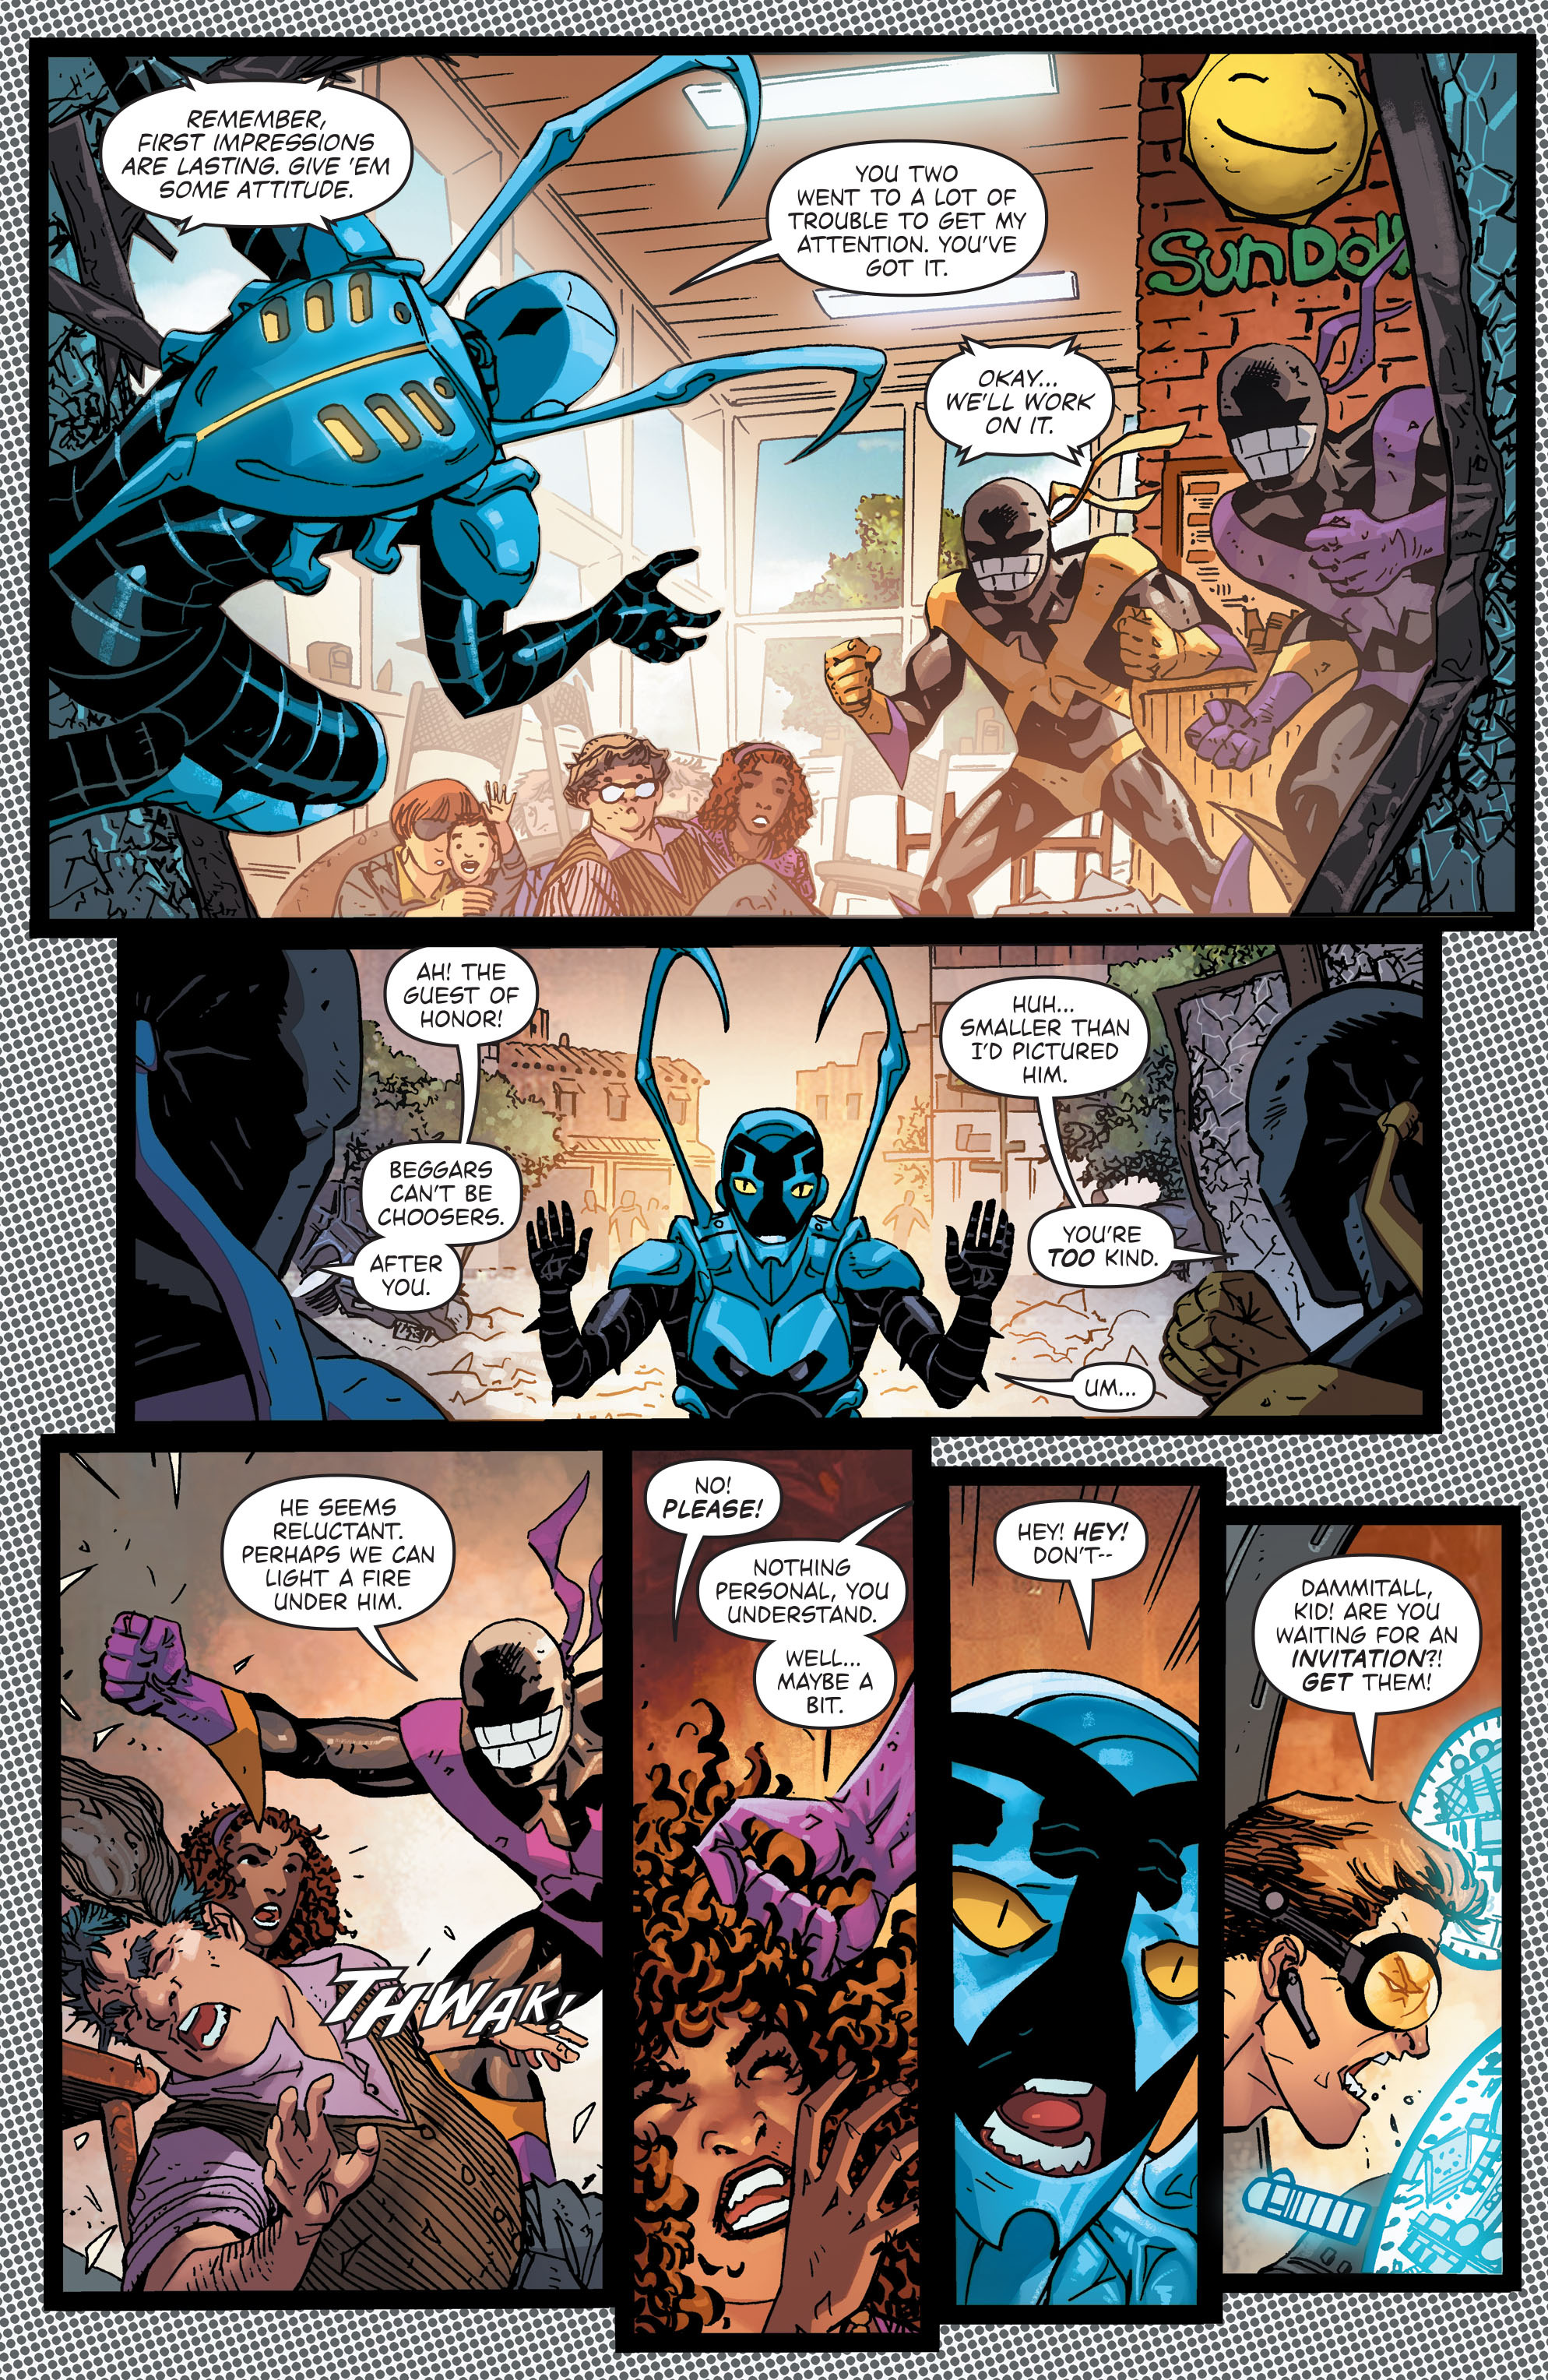 REMEMBER,
FIRST IMPRESSIONS
ARE LASTING. GIVE 'EM
SOME ATTITUDE.
YOU TWO
WENT TO A LOT OF
TROUBLE TO GET MY
ATTENTION. YOU'VE
GOT IT.
OKAY...
WE'LL WORK
ON IT.
SUNDOLL
AH! THE
GUEST OF
HONOR!
BEGGARS
CAN'T BE
CHOOSERS.
AFTER
YOU.
HUH...
SMALLER THAN
I'D PICTURED
HIM.
YOU'RE
TOO KIND.
UM...
HE SEEMS
RELUCTANT.
PERHAPS WE CAN
LIGHT A FIRE
UNDER HIM.
THWAK!
NO!
PLEASE!
NOTHING
PERSONAL, YOU
UNDERSTAND.
WELL...
MAYBE A
BIT.
HEY! HEY!
DON'T--
DAMMITALL,
KID! ARE YOU
WAITING FOR AN
INVITATION?!
GET THEM!